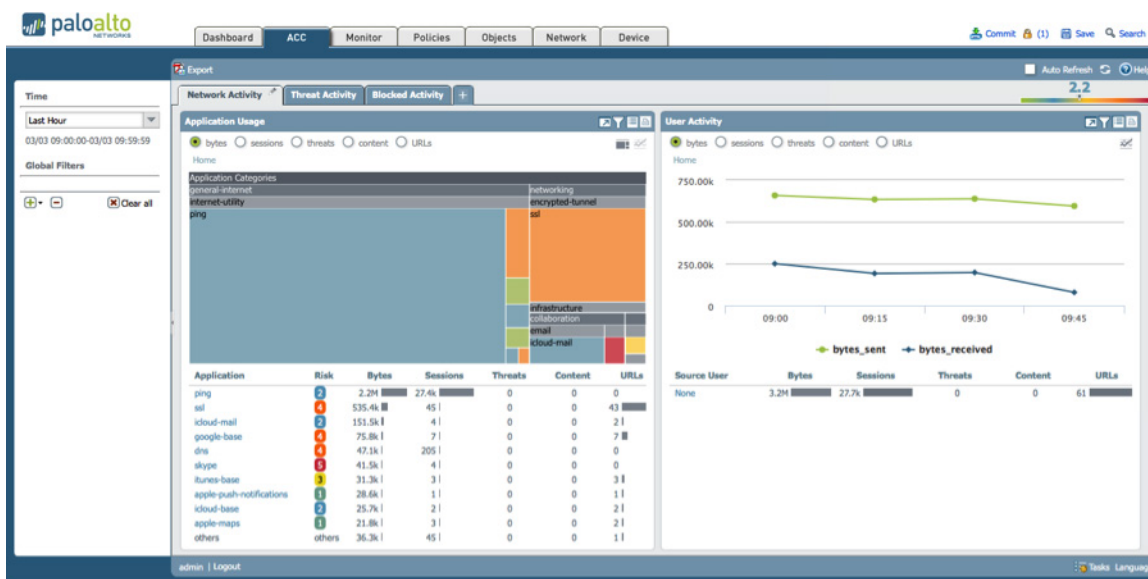 paloalto
NETWORKS
Dashboard ACC Monitor Policies Objects Network Device
Commit (1) Save Search
Export
Auto Refresh Help
Time
Last Hour
03/03 09:00:00-03/03 09:59:59
Global Filters
Clear all
Network Activity Threat Activity Blocked Activity +
2.2
Application Usage
bytes sessions threats content URLs
Home
Application Categories
general-internet networking
internet-utility encrypted-tunnel
ping ssl
infrastructure
collaboration
email
icloud-mail
Application Risk Bytes Sessions Threats Content URLs
ping 2 2.2M 27.4k 0 0 0
ssl 4 535.4k 45 0 0 43
icloud-mail 2 151.5k 4 0 0 2
google-base 4 75.8k 7 0 0 7
dns 4 47.1k 205 0 0 0
skype 5 41.5k 4 0 0 0
itunes-base 3 31.3k 3 0 0 3
apple-push-notifications 1 28.6k 1 0 0 1
icloud-base 2 25.7k 2 0 0 2
apple-maps 1 21.8k 3 0 0 2
others others 36.3k 45 0 0 1
User Activity
bytes sessions threats content URLs
Home
750.00k
500.00k
250.00k
0
09:00 09:15 09:30 09:45
bytes_sent bytes_received
Source User Bytes Sessions Threats Content URLs
None 3.2M 27.7k 0 0 61
admin | Logout
Tasks Languag